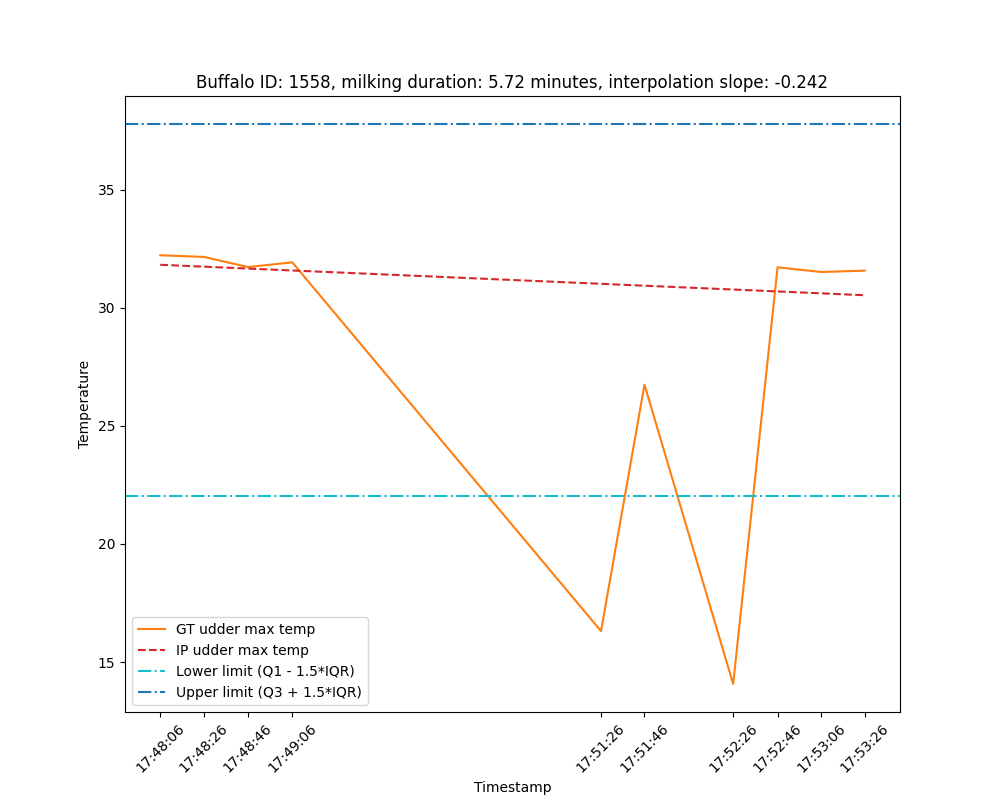 Buffalo ID: 1558, milking duration: 5.72 minutes, interpolation slope: -0.242
Temperature
35
30
25
20
15
GT udder max temp
IP udder max temp
Lower limit (Q1 - 1.5*IQR)
Upper limit (Q3 + 1.5*IQR)
17:48:06
17:48:26
17:48:46
17:49:06
17:51:26
17:51:46
17:52:26
17:52:46
17:53:06
17:53:26
Timestamp